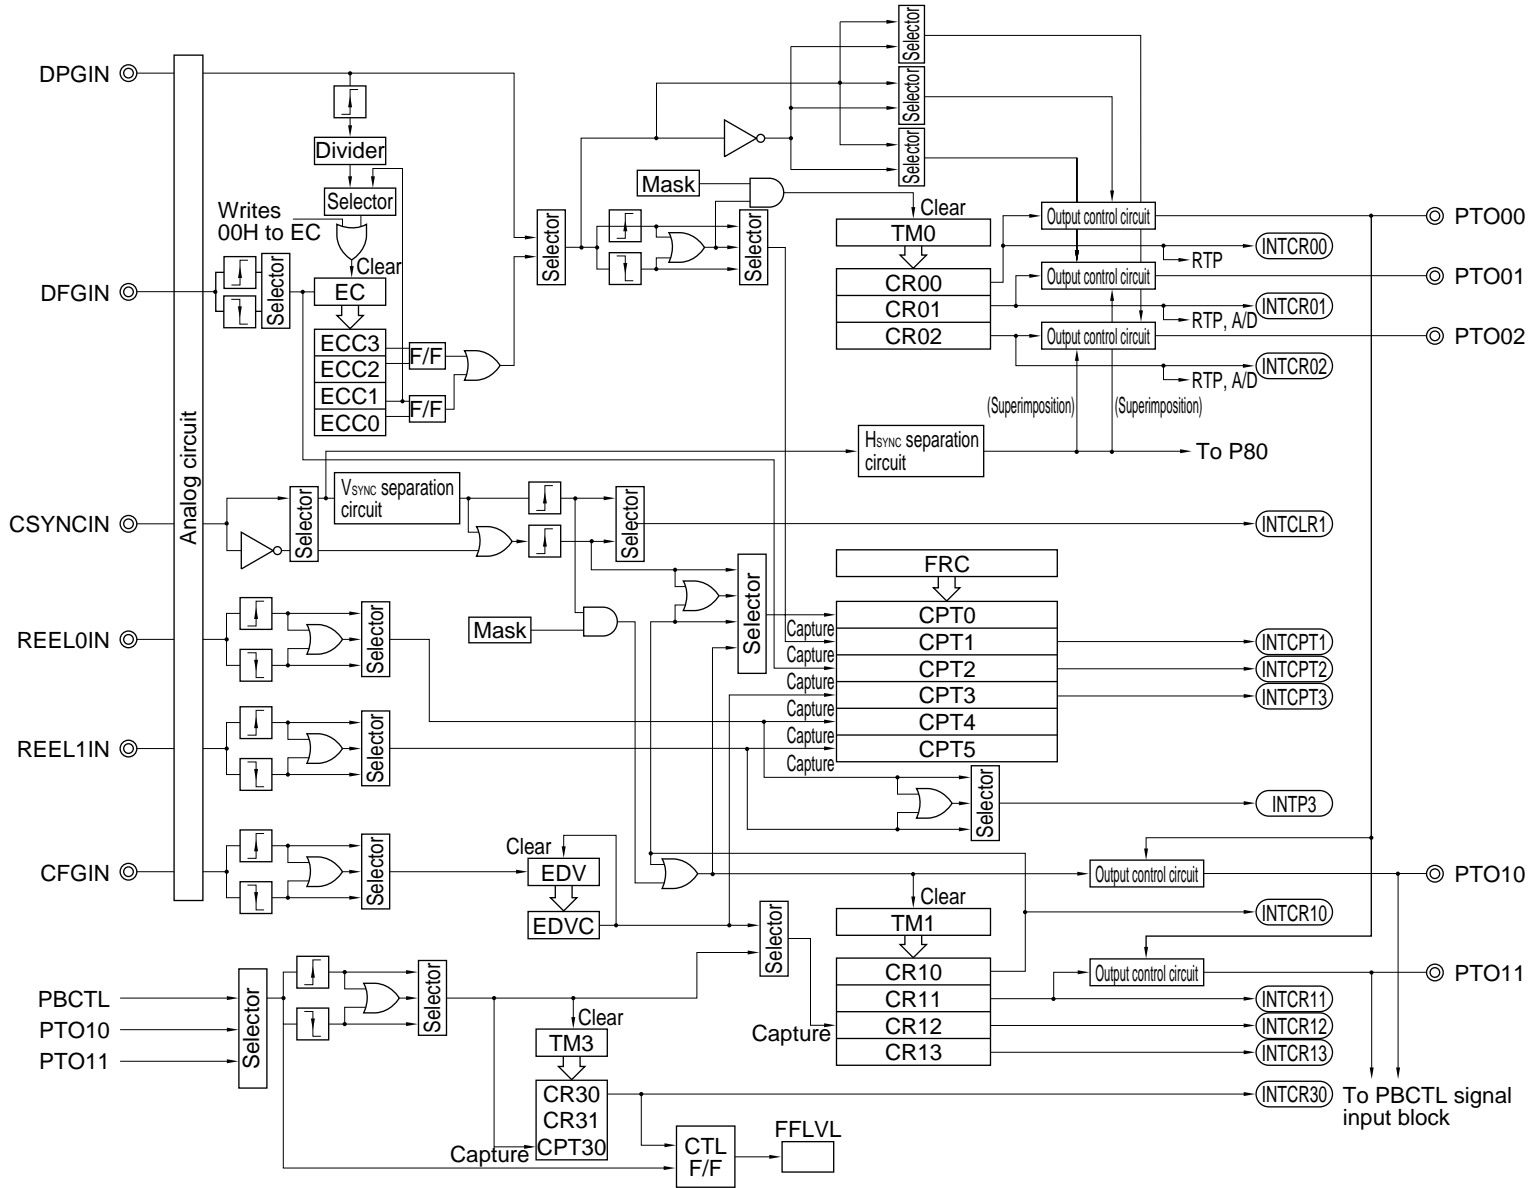 Selector
Selector
Selector
DPGIN
Divider
Selector
Mask
Selector
Selector
Clear
TM0
Writes
00H to EC
Clear
DFGIN
Selector
EC
ECC3
ECC2
ECC1
ECC0
F/F
F/F
CR00
CR01
CR02
Output control circuit
Output control circuit
Output control circuit
PTO00
INTCR00
RTP
PTO01
INTCR01
RTP, A/D
PTO02
INTCR02
RTP, A/D
(Superimposition)
(Superimposition)
HSYNC separation
circuit
To P80
Analog circuit
CSYNCIN
Selector
VSYNC separation
circuit
Selector
INTCLR1
Mask
Selector
FRC
CPT0
CPT1
CPT2
CPT3
CPT4
CPT5
Capture
Capture
Capture
Capture
Capture
Capture
INTCPT1
INTCPT2
INTCPT3
REEL0IN
Selector
REEL1IN
Selector
Selector
INTP3
CFGIN
Selector
Clear
EDV
EDVC
Selector
Clear
TM1
CR10
CR11
CR12
CR13
Capture
Output control circuit
PTO10
INTCR10
Output control circuit
PTO11
INTCR11
INTCR12
INTCR13
PBCTL
PTO10
PTO11
Selector
Selector
Clear
TM3
CR30
CR31
CPT30
Capture
INTCR30
To PBCTL signal
input block
CTL
F/F
FFLVL